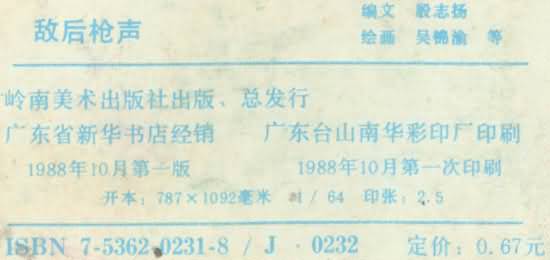 敌后枪声
编文 殷志扬
绘画 吴锦瀹 等
岭南美术出版社出版、总发行
广东省新华书店经销 广东台山南华彩印厂印刷
1988年10月第一版 1988年10月第一次印刷
开本：787×1092毫米 1/64 印张：2.5
ISBN 7-5362-0231-8 / J · 0232 定价：0.67元